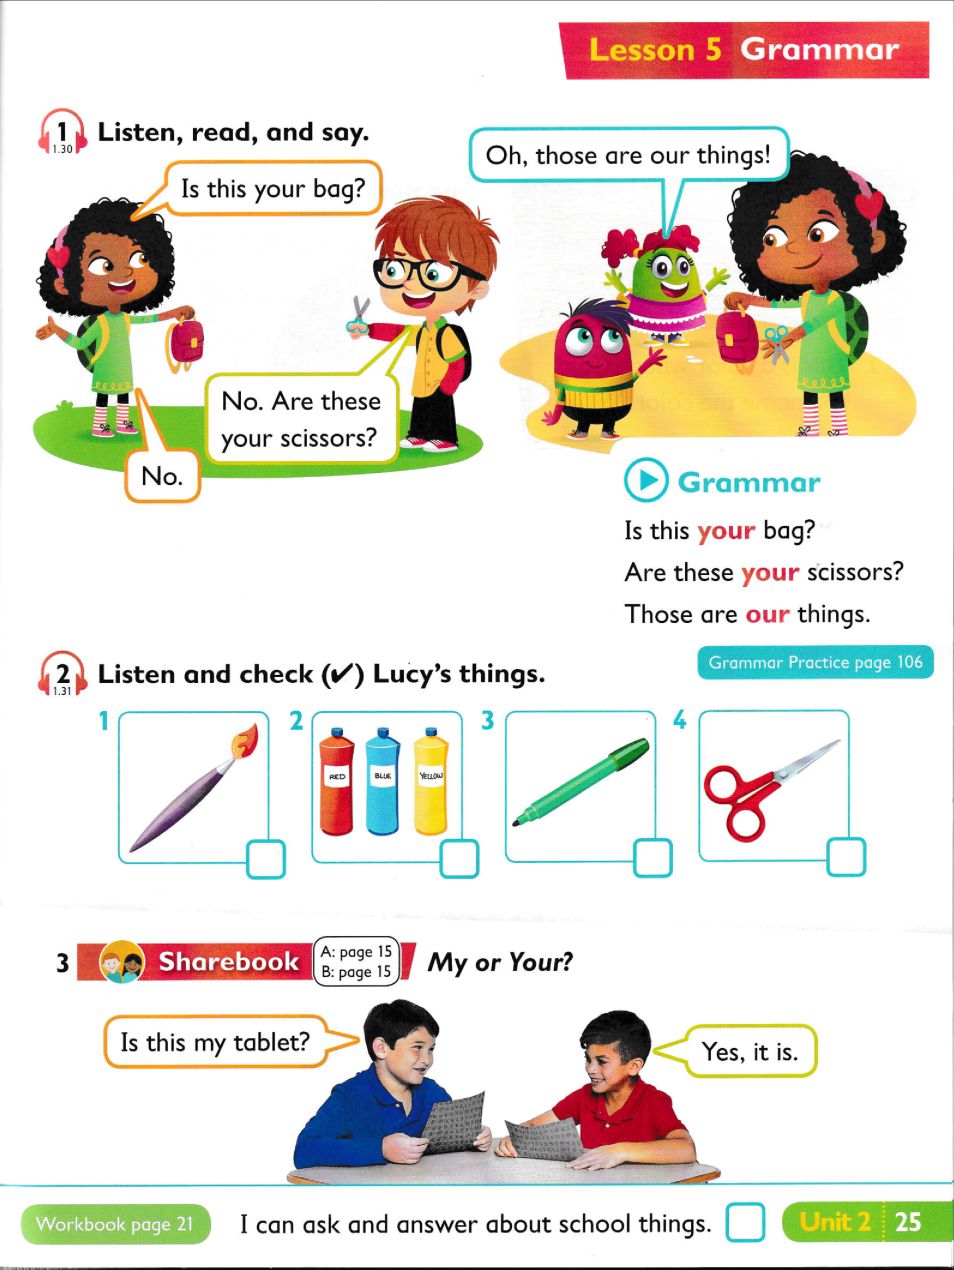 Lesson 5 Grammar
1
1.30
Listen, read, and say.
Is this your bag?
No. Are these
your scissors?
No.
Oh, those are our things!
Grammar
Is this your bag?
Are these your scissors?
Those are our things.
Grammar Practice page 106
2
1.31
Listen and check (✔) Lucy's things.
1
2
RED
BLUE
YELLOW
3
4
3 Sharebook
A: page 15
B: page 15
My or Your?
Is this my tablet?
Yes, it is.
Workbook page 21
I can ask and answer about school things.
Unit 2 25